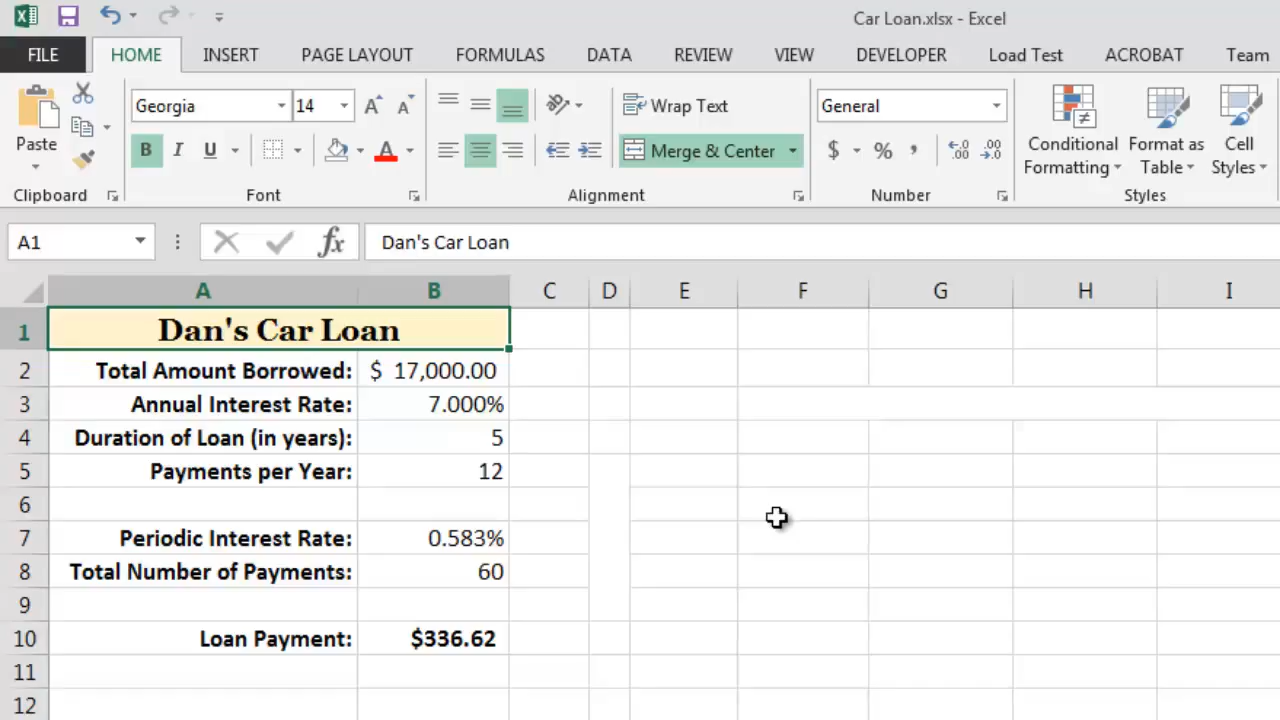 Car Loan.xlsx - Excel
FILE HOME INSERT PAGE LAYOUT FORMULAS DATA REVIEW VIEW DEVELOPER Load Test ACROBAT Team
Paste
Clipboard
Georgia 14
B I U A
Font
Wrap Text
Merge & Center
Alignment
General
$ % , .00 .00
Number
Conditional Formatting
Format as Table
Cell Styles
Styles
A1 fx Dan's Car Loan
A B C D E F G H I
1 Dan's Car Loan
2 Total Amount Borrowed: $ 17,000.00
3 Annual Interest Rate: 7.000%
4 Duration of Loan (in years): 5
5 Payments per Year: 12
6
7 Periodic Interest Rate: 0.583%
8 Total Number of Payments: 60
9
10 Loan Payment: $336.62
11
12